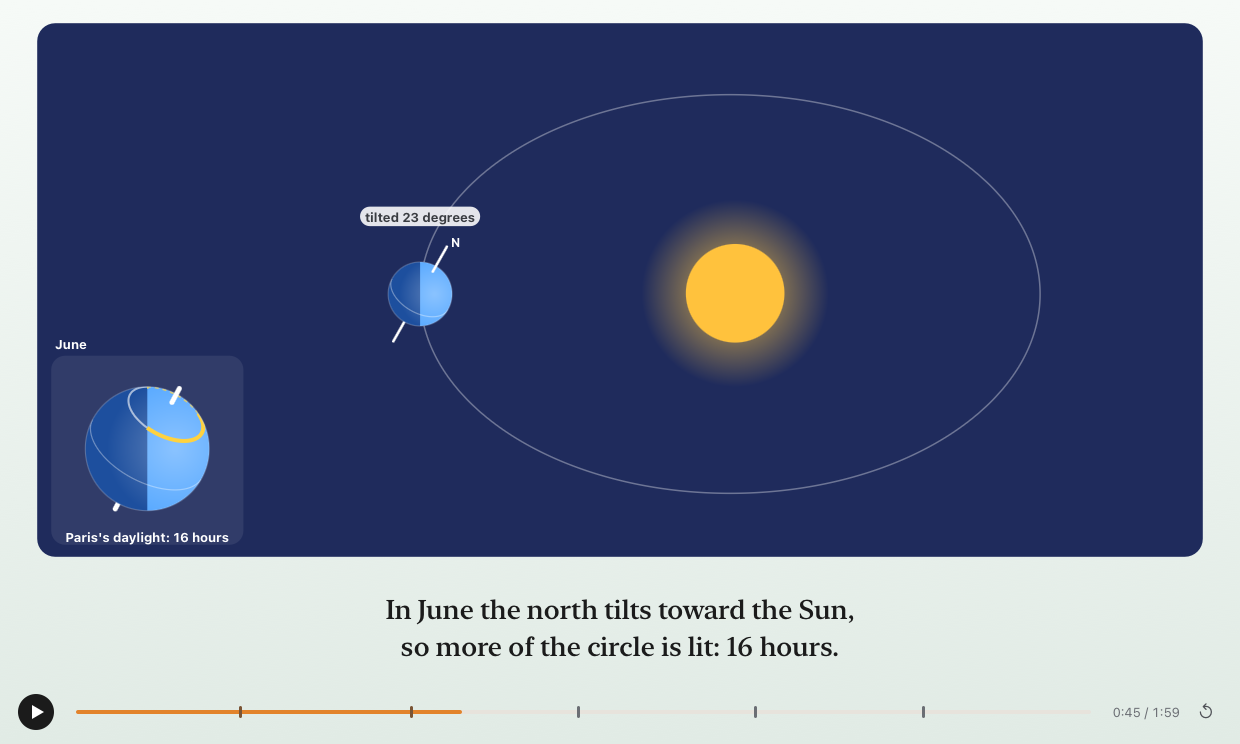 tilted 23 degrees
N
June
Paris's daylight: 16 hours
In June the north tilts toward the Sun,
so more of the circle is lit: 16 hours.
0:45 / 1:59